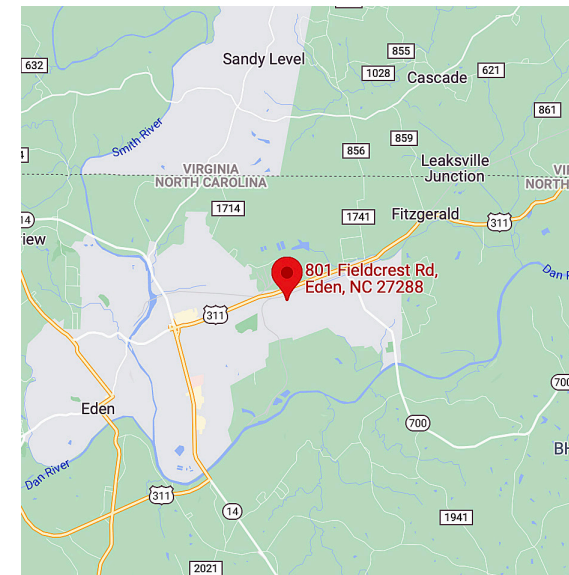 Sandy Level
632
855
1028
Cascade
621
861
Smith River
856
859
VIRGINIA
NORTH CAROLINA
Leaksville
Junction
1714
1741
Fitzgerald
311
801 Fieldcrest Rd,
Eden, NC 27288
311
Eden
700
700
Dan River
311
14
1941
2021